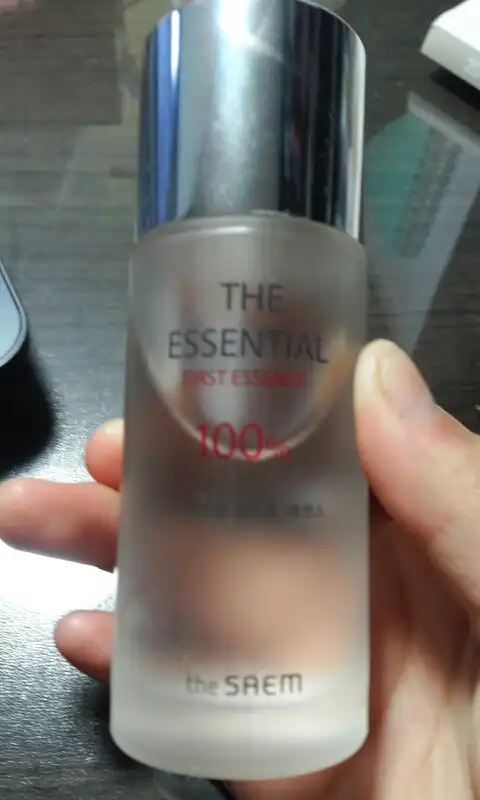 THE
ESSENTIAL
FIRST ESSENCE
100%
the SAEM